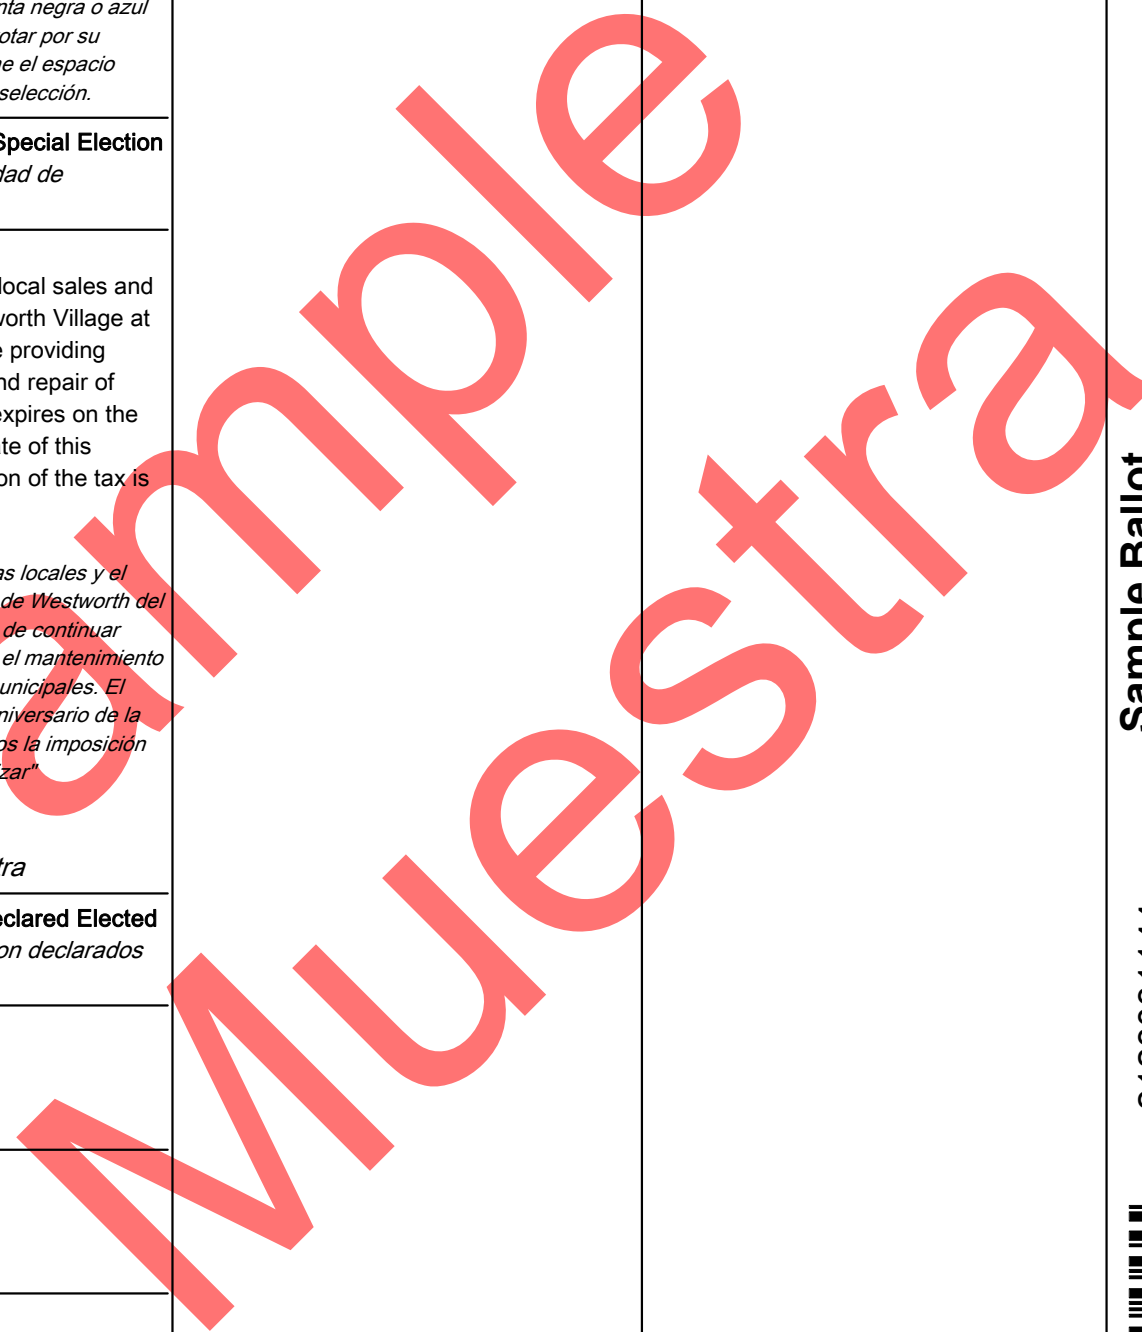 nta negra o azul
otar por su
e el espacio
selección.
Special Election
dad de
local sales and
worth Village at
e providing
nd repair of
expires on the
te of this
on of the tax is
as locales y el
de Westworth del
de continuar
el mantenimiento
unicipales. El
niversario de la
os la imposición
zar"
tra
eclared Elected
on declarados
ample
Muestra
Sample Ballot